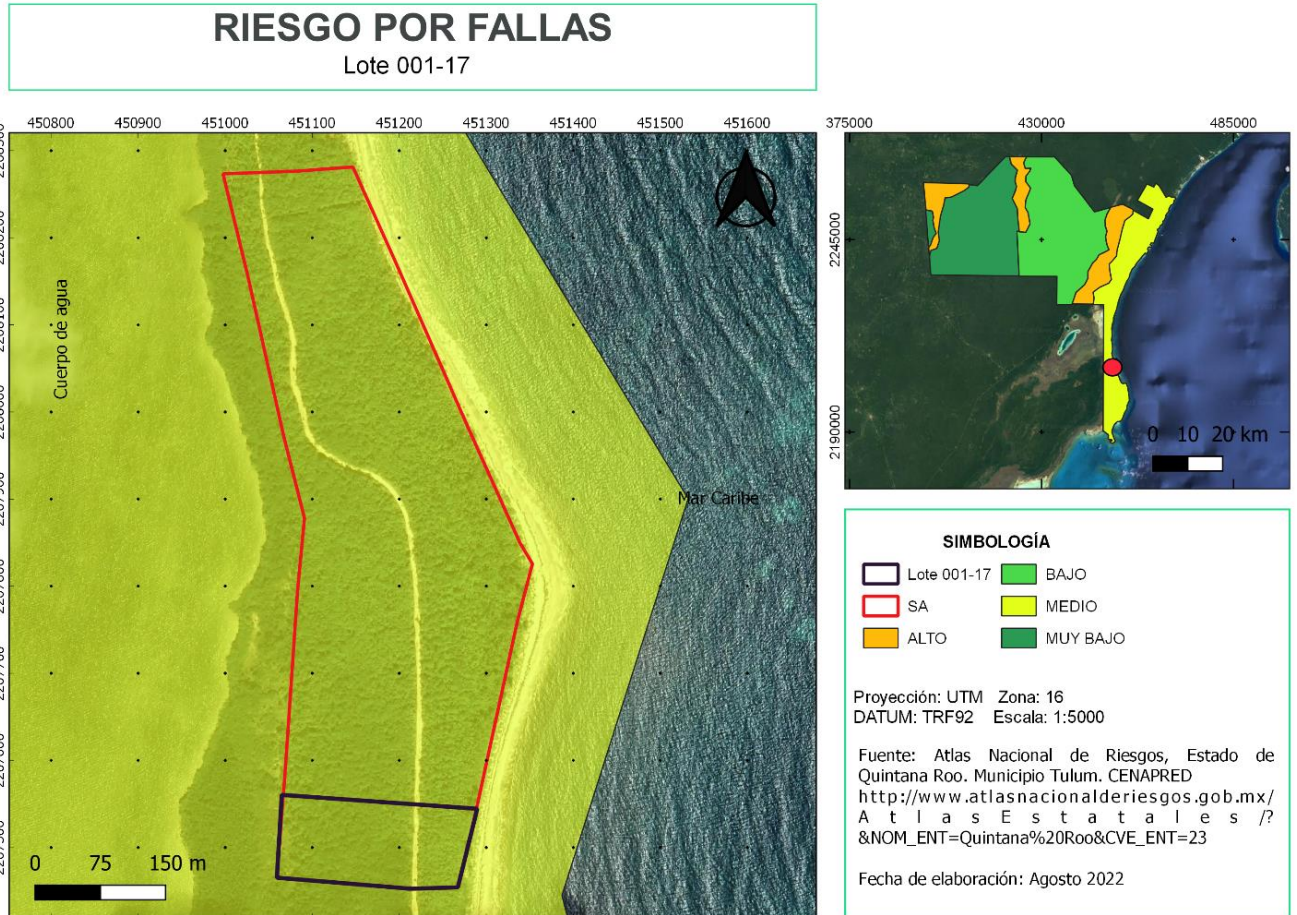 RIESGO POR FALLAS
Lote 001-17
450800 450900 451000 451100 451200 451300 451400 451500 451600
Cuerpo de agua
Mar Caribe
0 75 150 m
375000 430000 485000
2245000
2190000
0 10 20 km
SIMBOLOGÍA
Lote 001-17 BAJO
SA MEDIO
ALTO MUY BAJO
Proyección: UTM Zona: 16
DATUM: TRF92 Escala: 1:5000
Fuente: Atlas Nacional de Riesgos, Estado de
Quintana Roo. Municipio Tulum. CENAPRED
http://www.atlasnacionalderiesgos.gob.mx/
A t l a s E s t a t a l e s /?
&NOM_ENT=Quintana%20Roo&CVE_ENT=23
Fecha de elaboración: Agosto 2022